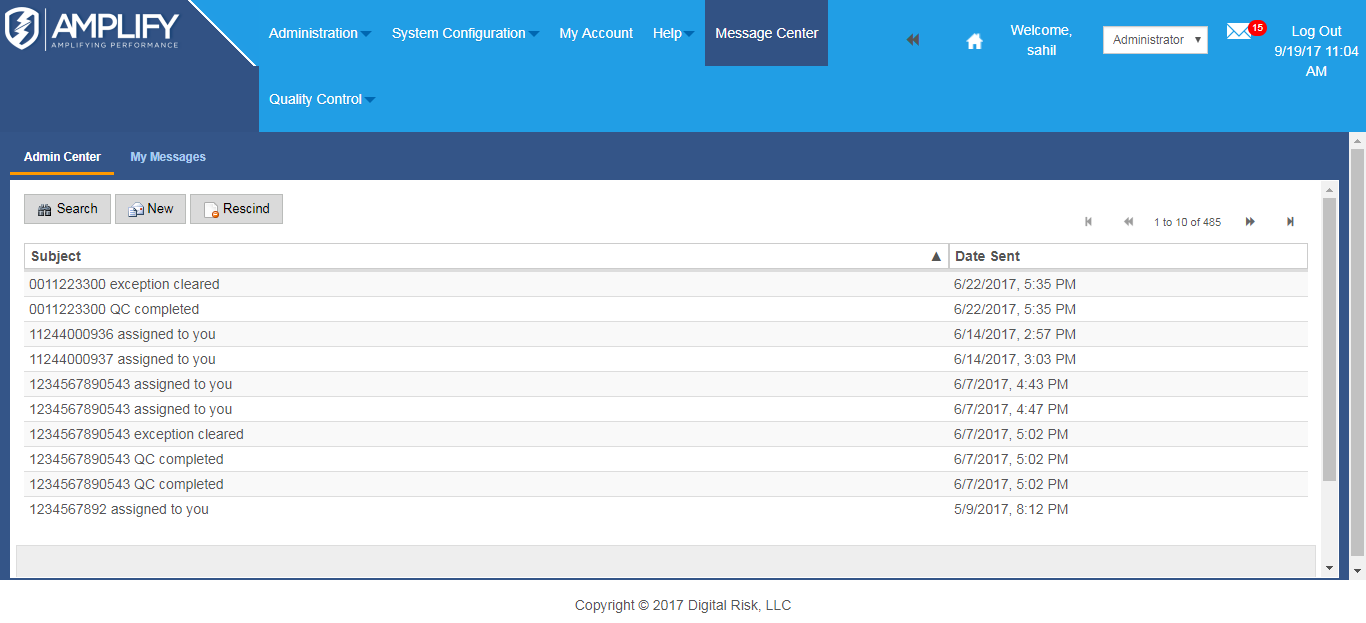 AMPLIFY
AMPLIFYING PERFORMANCE
Administration
System Configuration
My Account
Help
Message Center
Quality Control
Welcome,
sahil
Administrator
15
Log Out
9/19/17 11:04
AM
Admin Center
My Messages
Search
New
Rescind
1 to 10 of 485
Subject Date Sent
0011223300 exception cleared 6/22/2017, 5:35 PM
0011223300 QC completed 6/22/2017, 5:35 PM
11244000936 assigned to you 6/14/2017, 2:57 PM
11244000937 assigned to you 6/14/2017, 3:03 PM
1234567890543 assigned to you 6/7/2017, 4:43 PM
1234567890543 assigned to you 6/7/2017, 4:47 PM
1234567890543 exception cleared 6/7/2017, 5:02 PM
1234567890543 QC completed 6/7/2017, 5:02 PM
1234567890543 QC completed 6/7/2017, 5:02 PM
1234567892 assigned to you 5/9/2017, 8:12 PM
Copyright © 2017 Digital Risk, LLC